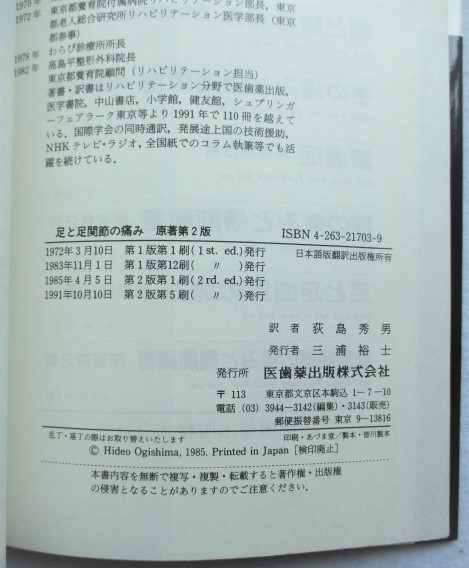 1970年 東京都養育院付属病院リハビリテーション部長，東京
1972年 都老人総合研究所リハビリテーション医学部長（東京
都参事）
1978年 わらび診療所所長
1982年 高島平整形外科院長
東京都養育院顧問（リハビリテーション担当）
著書・訳書はリハビリテーション分野で医歯薬出版，
医学書院，中山書店，小学館，健友館，シュプリンガ
ーフェアラーク東京等より1991年で110冊を越えて
いる．国際学会の同時通訳，発展途上国の技術援助，
NHKテレビ・ラジオ，全国紙でのコラム執筆等でも活
躍を続けている．
足と足関節の痛み 原著第2版 ISBN 4-263-21703-9
1972年3月10日 第1版第1刷（1st. ed.）発行 日本語版翻訳出版権所有
1983年11月1日 第1版第12刷（ 〃 ）発行
1985年4月5日 第2版第1刷（2rd. ed.）発行
1991年10月10日 第2版第5刷（ 〃 ）発行
訳者 荻島秀男
発行者 三浦裕士
発行所 医歯薬出版株式会社
〒113 東京都文京区本駒込1-7-10
電話 (03) 3944-3142(編集)・3143(販売)
郵便振替番号 東京 9-13816
乱丁・落丁の際はお取り替えいたします 印刷・あづま堂／製本・皆川製本
© Hideo Ogishima, 1985. Printed in Japan [検印廃止]
本書内容を無断で複写・複製・転載すると著作権・出版権
の侵害となることがありますのでご注意ください．